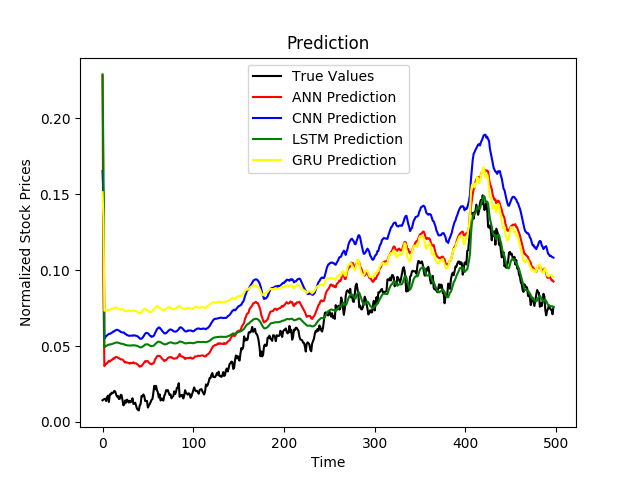 Prediction
True Values
ANN Prediction
CNN Prediction
LSTM Prediction
GRU Prediction
Normalized Stock Prices
0.20
0.15
0.10
0.05
0.00
0
100
200
300
400
500
Time